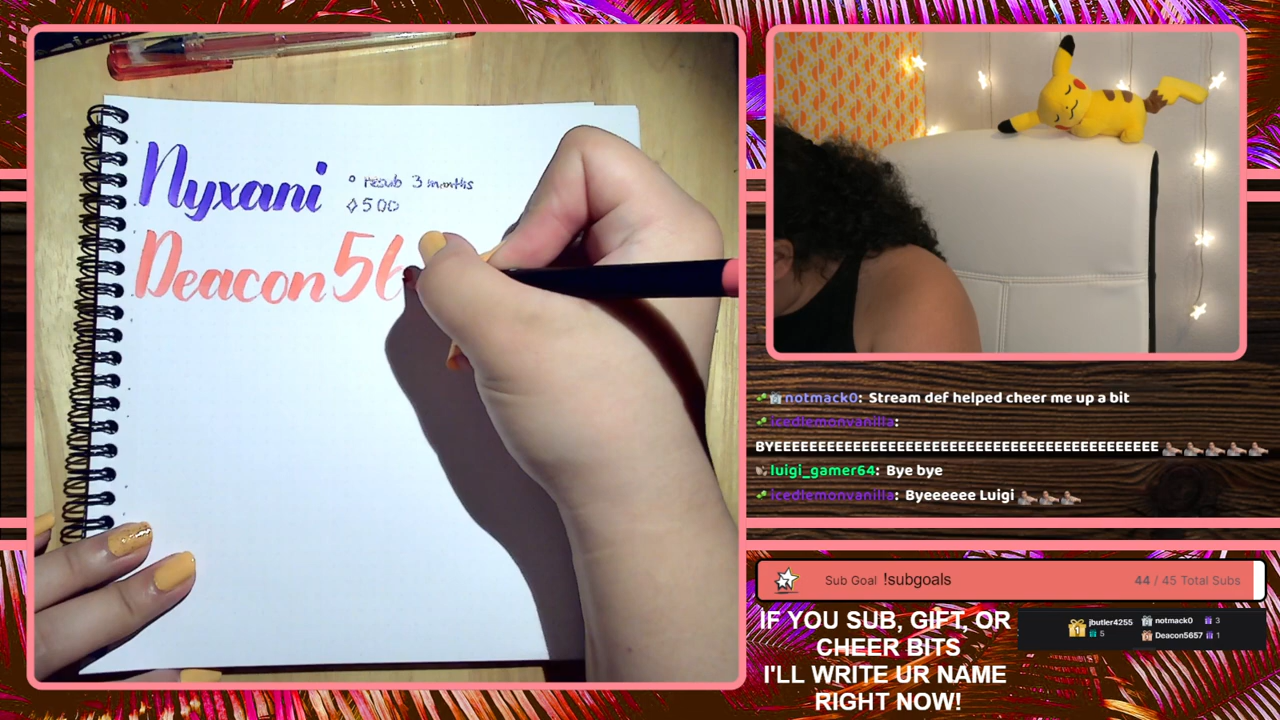 Nyxani
° resub 3 months
✧500
Deacon56
notmack0: Stream def helped cheer me up a bit
icedlemonvanilla:
BYEEEEEEEEEEEEEEEEEEEEEEEEEEEEEEEEEEEEEEEEEE
luigi_gamer64: Bye bye
icedlemonvanilla: Byeeeeee Luigi
Sub Goal !subgoals 44 / 45 Total Subs
IF YOU SUB, GIFT, OR
CHEER BITS
I'LL WRITE UR NAME
RIGHT NOW!
1 jbutler4255 5
notmack0 3
Deacon5657 1